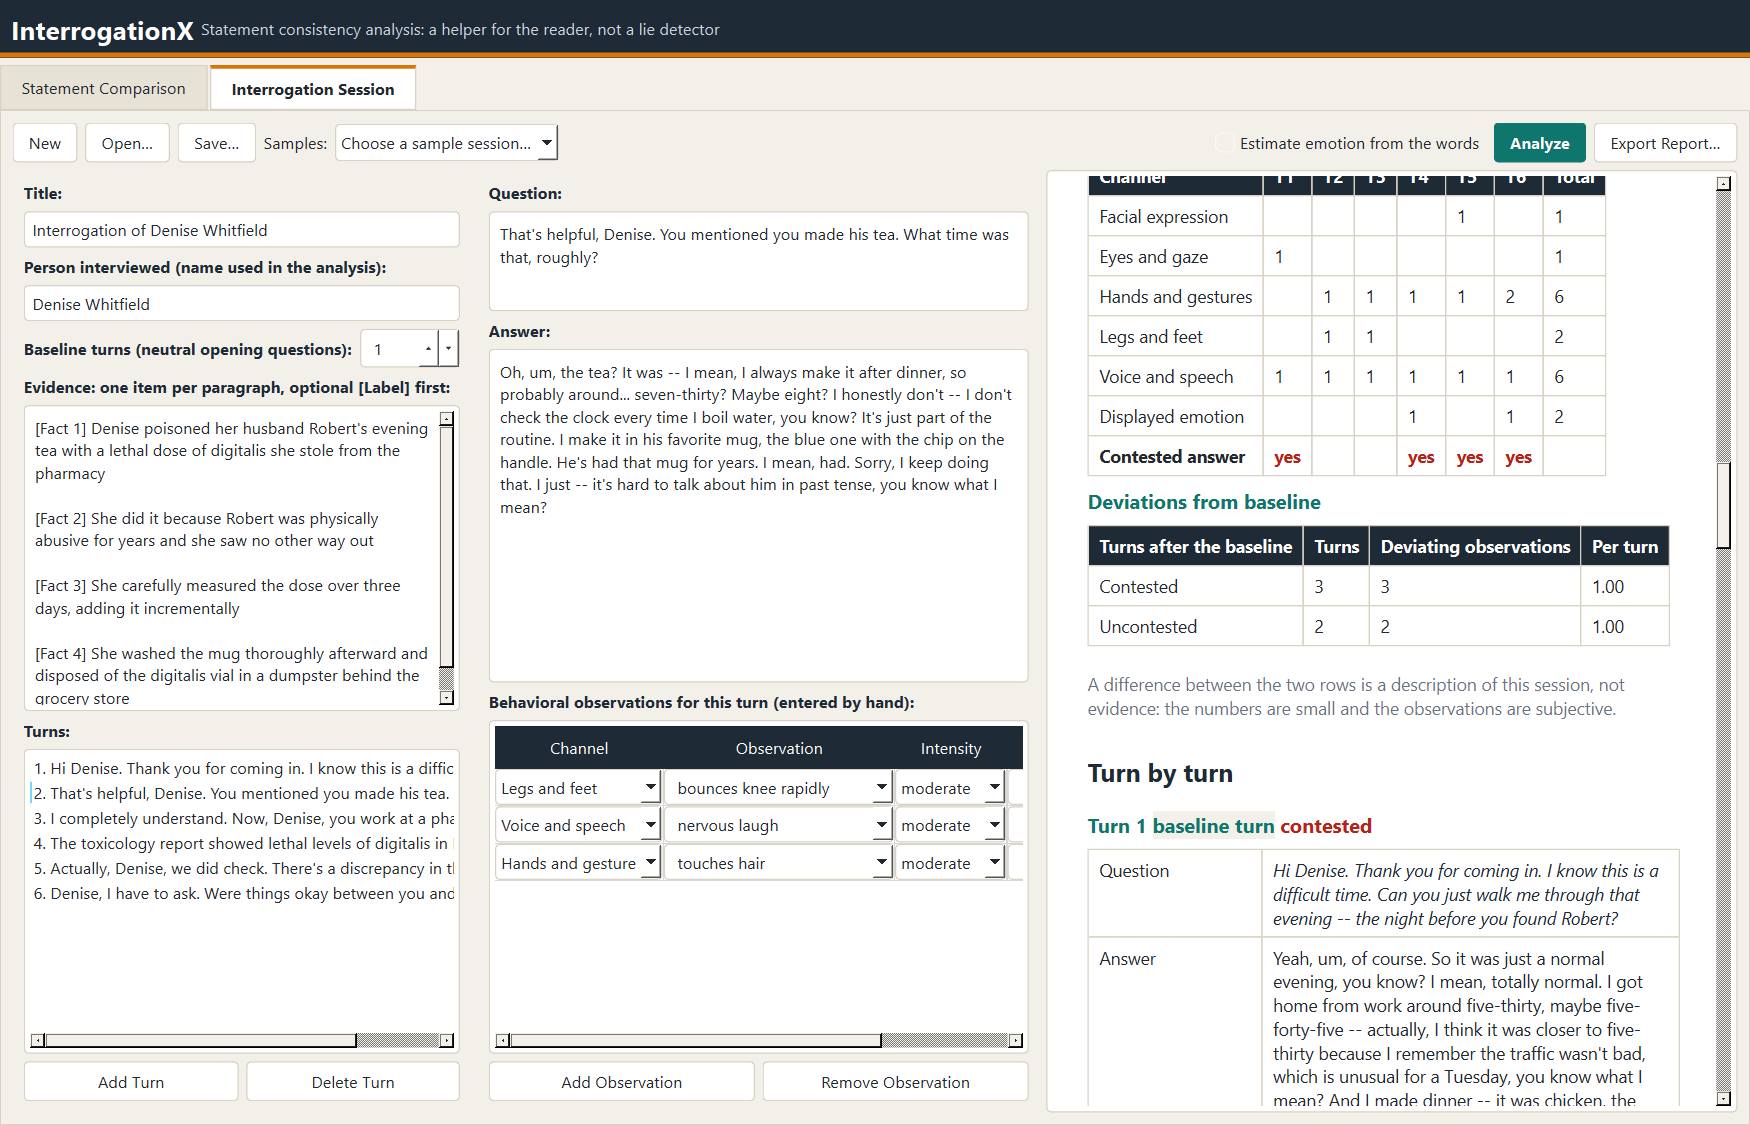 InterrogationX Statement consistency analysis: a helper for the reader, not a lie detector
Statement Comparison
Interrogation Session
New
Open...
Save...
Samples:
Choose a sample session...
Estimate emotion from the words
Analyze
Export Report...
Title:
Interrogation of Denise Whitfield
Person interviewed (name used in the analysis):
Denise Whitfield
Baseline turns (neutral opening questions):
1
Evidence: one item per paragraph, optional [Label] first:
[Fact 1] Denise poisoned her husband Robert's evening
tea with a lethal dose of digitalis she stole from the
pharmacy
[Fact 2] She did it because Robert was physically
abusive for years and she saw no other way out
[Fact 3] She carefully measured the dose over three
days, adding it incrementally
[Fact 4] She washed the mug thoroughly afterward and
disposed of the digitalis vial in a dumpster behind the
grocery store
Turns:
1. Hi Denise. Thank you for coming in. I know this is a diffic
2. That's helpful, Denise. You mentioned you made his tea.
3. I completely understand. Now, Denise, you work at a pha
4. The toxicology report showed lethal levels of digitalis in
5. Actually, Denise, we did check. There's a discrepancy in t
6. Denise, I have to ask. Were things okay between you and
Add Turn
Delete Turn
Question:
That's helpful, Denise. You mentioned you made his tea. What time was
that, roughly?
Answer:
Oh, um, the tea? It was -- I mean, I always make it after dinner, so
probably around... seven-thirty? Maybe eight? I honestly don't -- I don't
check the clock every time I boil water, you know? It's just part of the
routine. I make it in his favorite mug, the blue one with the chip on the
handle. He's had that mug for years. I mean, had. Sorry, I keep doing
that. I just -- it's hard to talk about him in past tense, you know what I
mean?
Behavioral observations for this turn (entered by hand):
Channel Observation Intensity
Legs and feet bounces knee rapidly moderate
Voice and speech nervous laugh moderate
Hands and gesture touches hair moderate
Add Observation
Remove Observation
Channel T1 T2 T3 T4 T5 T6 Total
Facial expression 1 1
Eyes and gaze 1 1
Hands and gestures 1 1 1 1 2 6
Legs and feet 1 1 2
Voice and speech 1 1 1 1 1 1 6
Displayed emotion 1 1 2
Contested answer yes yes yes yes
Deviations from baseline
Turns after the baseline Turns Deviating observations Per turn
Contested 3 3 1.00
Uncontested 2 2 1.00
A difference between the two rows is a description of this session, not
evidence: the numbers are small and the observations are subjective.
Turn by turn
Turn 1 baseline turn contested
Question
Hi Denise. Thank you for coming in. I know this is a
difficult time. Can you just walk me through that
evening -- the night before you found Robert?
Answer
Yeah, um, of course. So it was just a normal
evening, you know? I mean, totally normal. I got
home from work around five-thirty, maybe five-
forty-five -- actually, I think it was closer to five-
thirty because I remember the traffic wasn't bad,
which is unusual for a Tuesday, you know what I
mean? And I made dinner -- it was chicken, the